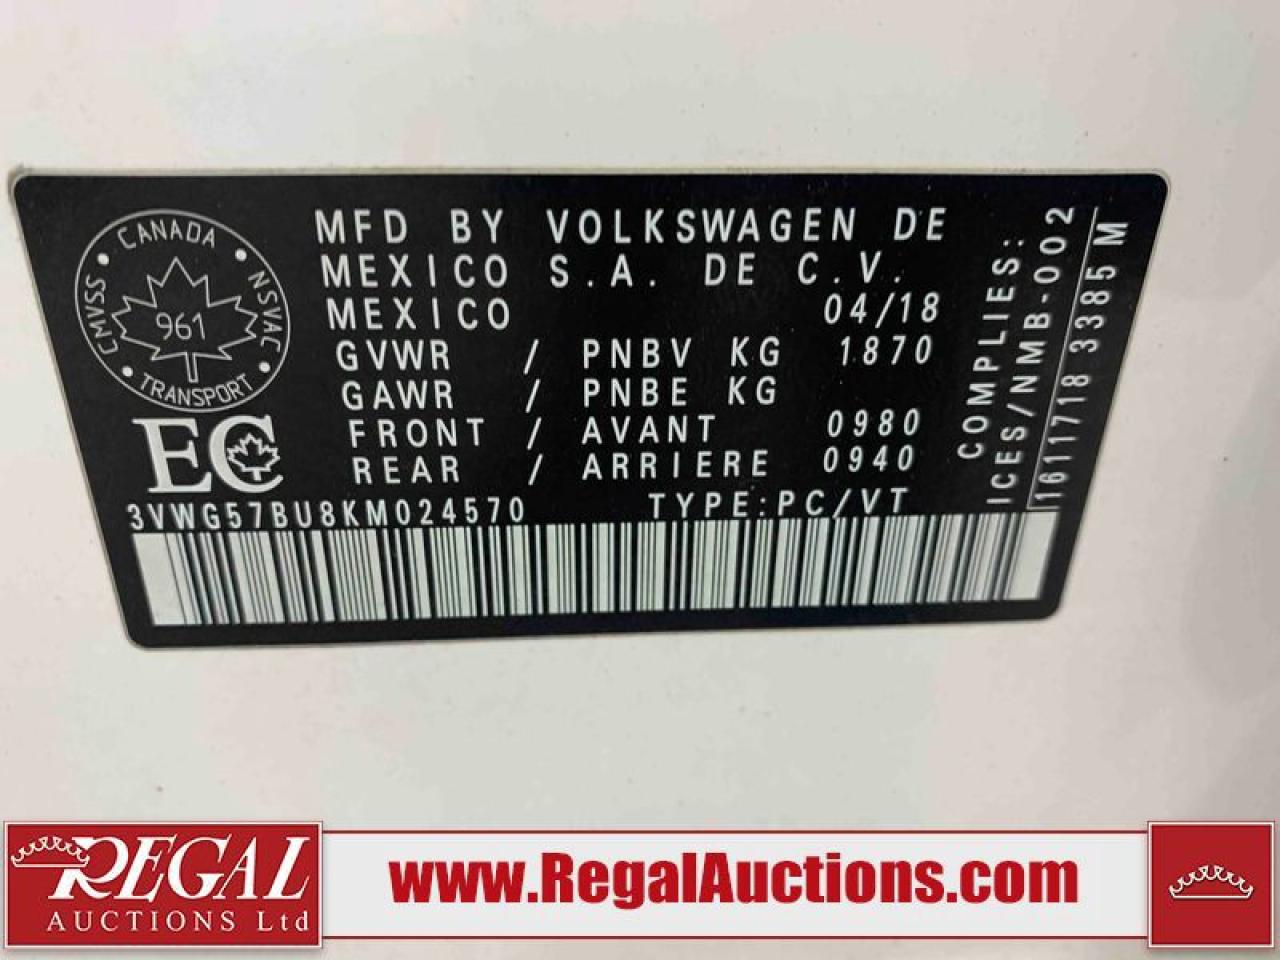 CANADA
CMVSS
NSVAC
961
TRANSPORT
EC
MFD BY VOLKSWAGEN DE
MEXICO S.A. DE C.V.
MEXICO 04/18
GVWR / PNBV KG 1870
GAWR / PNBE KG
FRONT / AVANT 0980
REAR / ARRIERE 0940
3VWG57BU8KM024570 TYPE:PC/VT
COMPLIES:
ICES/NMB-002
1611718 3385 M
REGAL
AUCTIONS Ltd
www.RegalAuctions.com